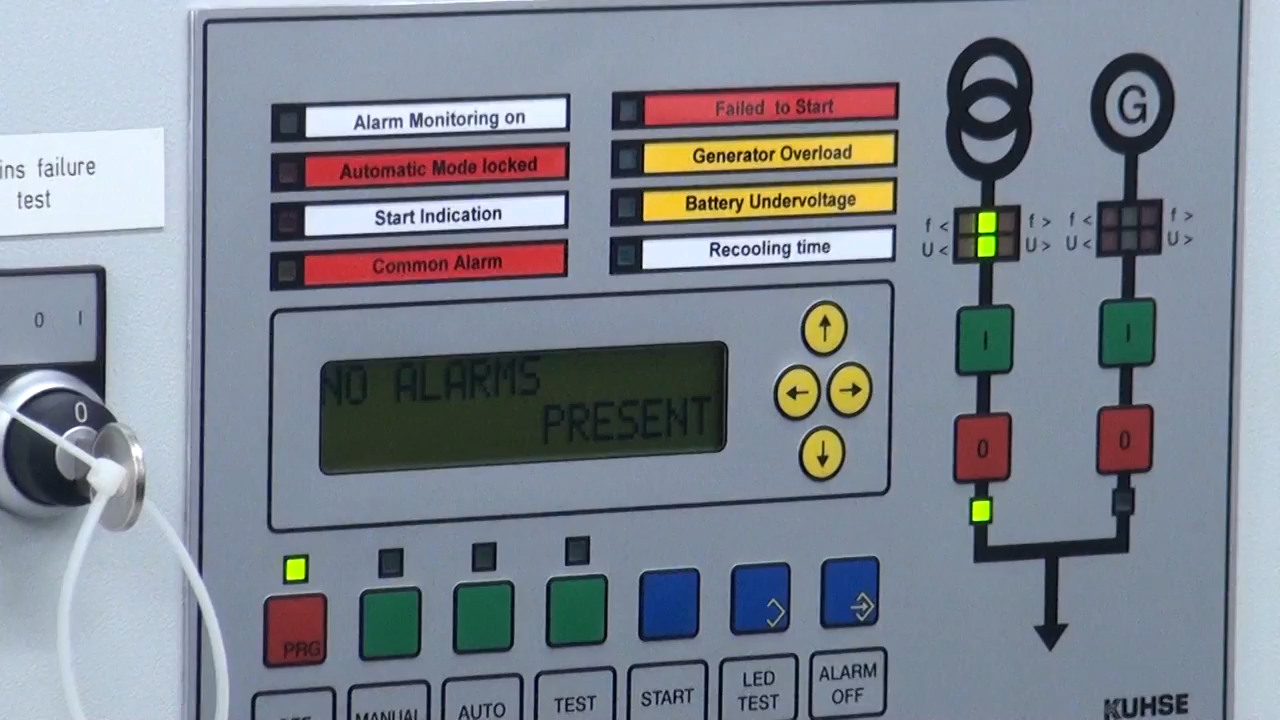 ins failure
test
0 I
0
Alarm Monitoring on
Automatic Mode locked
Start Indication
Common Alarm
Failed to Start
Generator Overload
Battery Undervoltage
Recooling time
NO ALARMS
PRESENT
G
f < f >
U < U >
f < f >
U < U >
I
I
0
0
PRG
MANUAL
AUTO
TEST
START
LED
TEST
ALARM
OFF
KUHSE